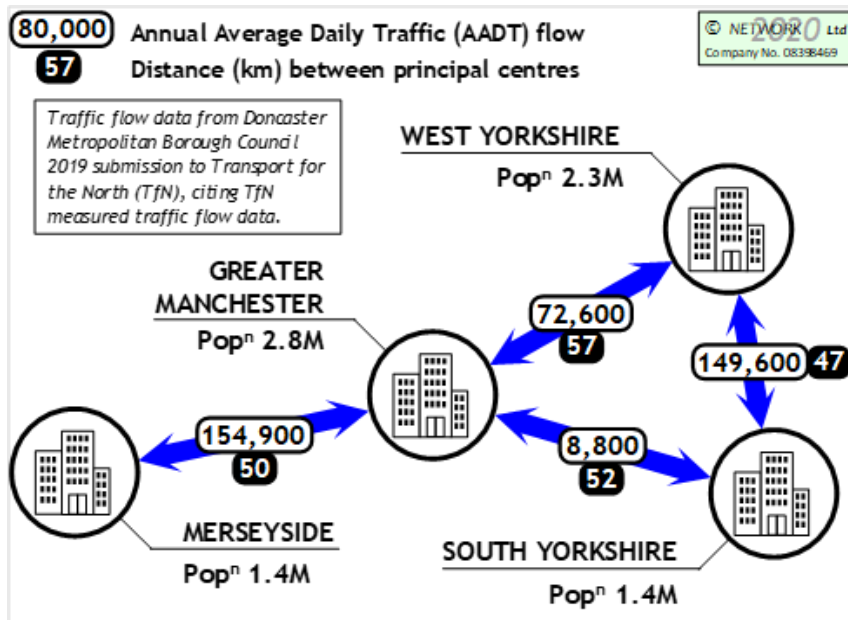 80,000 Annual Average Daily Traffic (AADT) flow
57 Distance (km) between principal centres
© NETWORK 2020 Ltd
Company No. 08398469
Traffic flow data from Doncaster
Metropolitan Borough Council
2019 submission to Transport for
the North (TfN), citing TfN
measured traffic flow data.
WEST YORKSHIRE
Popⁿ 2.3M
GREATER
MANCHESTER
Popⁿ 2.8M
72,600
57
149,600 47
154,900
50
8,800
52
MERSEYSIDE
Popⁿ 1.4M
SOUTH YORKSHIRE
Popⁿ 1.4M